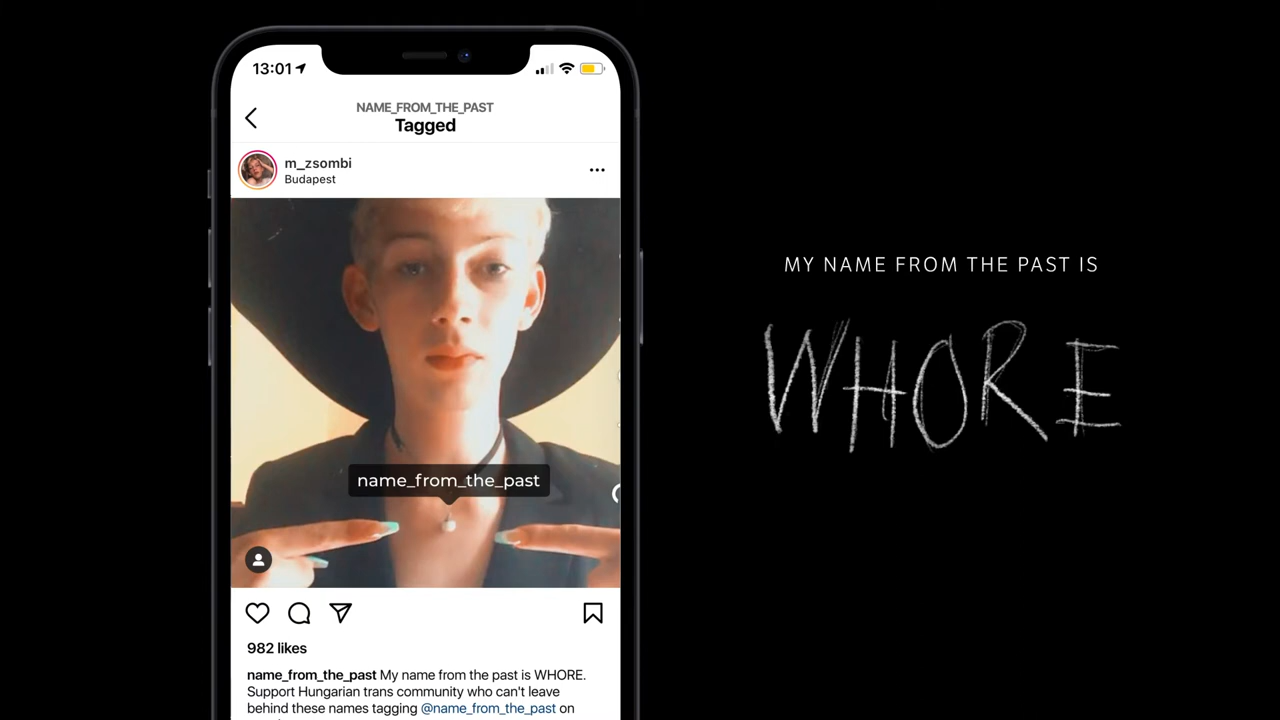 13:01
NAME_FROM_THE_PAST
Tagged
m_zsombi
Budapest
name_from_the_past
982 likes
name_from_the_past My name from the past is WHORE.
Support Hungarian trans community who can't leave
behind these names tagging @name_from_the_past on
MY NAME FROM THE PAST IS
WHORE